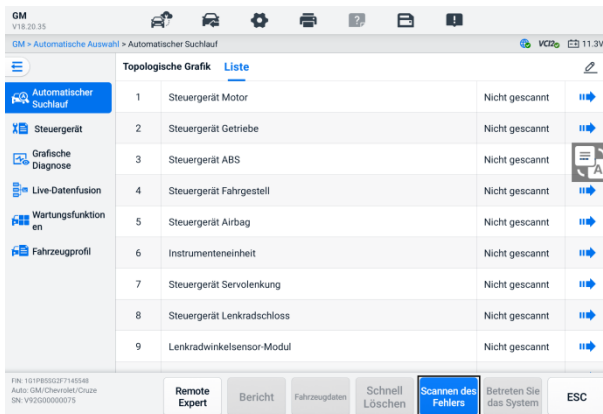 GM
V18.20.35
GM > Automatische Auswahl > Automatischer Suchlauf
VCI2
11.3V
Topologische Grafik Liste
Automatischer
Suchlauf
Steuergerät
Grafische
Diagnose
Live-Datenfusion
Wartungsfunktion
en
Fahrzeugprofil
1 Steuergerät Motor Nicht gescannt
2 Steuergerät Getriebe Nicht gescannt
3 Steuergerät ABS Nicht gescannt
4 Steuergerät Fahrgestell Nicht gescannt
5 Steuergerät Airbag Nicht gescannt
6 Instrumenteneinheit Nicht gescannt
7 Steuergerät Servolenkung Nicht gescannt
8 Steuergerät Lenkradschloss Nicht gescannt
9 Lenkradwinkelsensor-Modul Nicht gescannt
A
FIN:
Auto: GM/Chevrolet/Cruze
SN: V92G00000075
Remote
Expert
Bericht
Fahrzeugdaten
Schnell
Löschen
Scannen des
Fehlers
Betreten Sie
das System
ESC